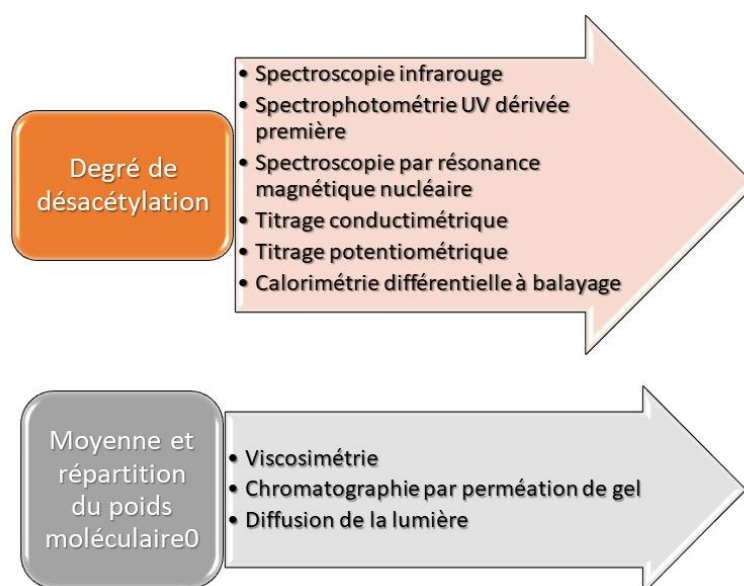 Degré de
désacétylation
• Spectroscopie infrarouge
• Spectrophotométrie UV dérivée
première
• Spectroscopie par résonance
magnétique nucléaire
• Titrage conductimétrique
• Titrage potentiométrique
• Calorimétrie différentielle à balayage
Moyenne et
répartition
du poids
moléculaire0
• Viscosimétrie
• Chromatographie par perméation de gel
• Diffusion de la lumière